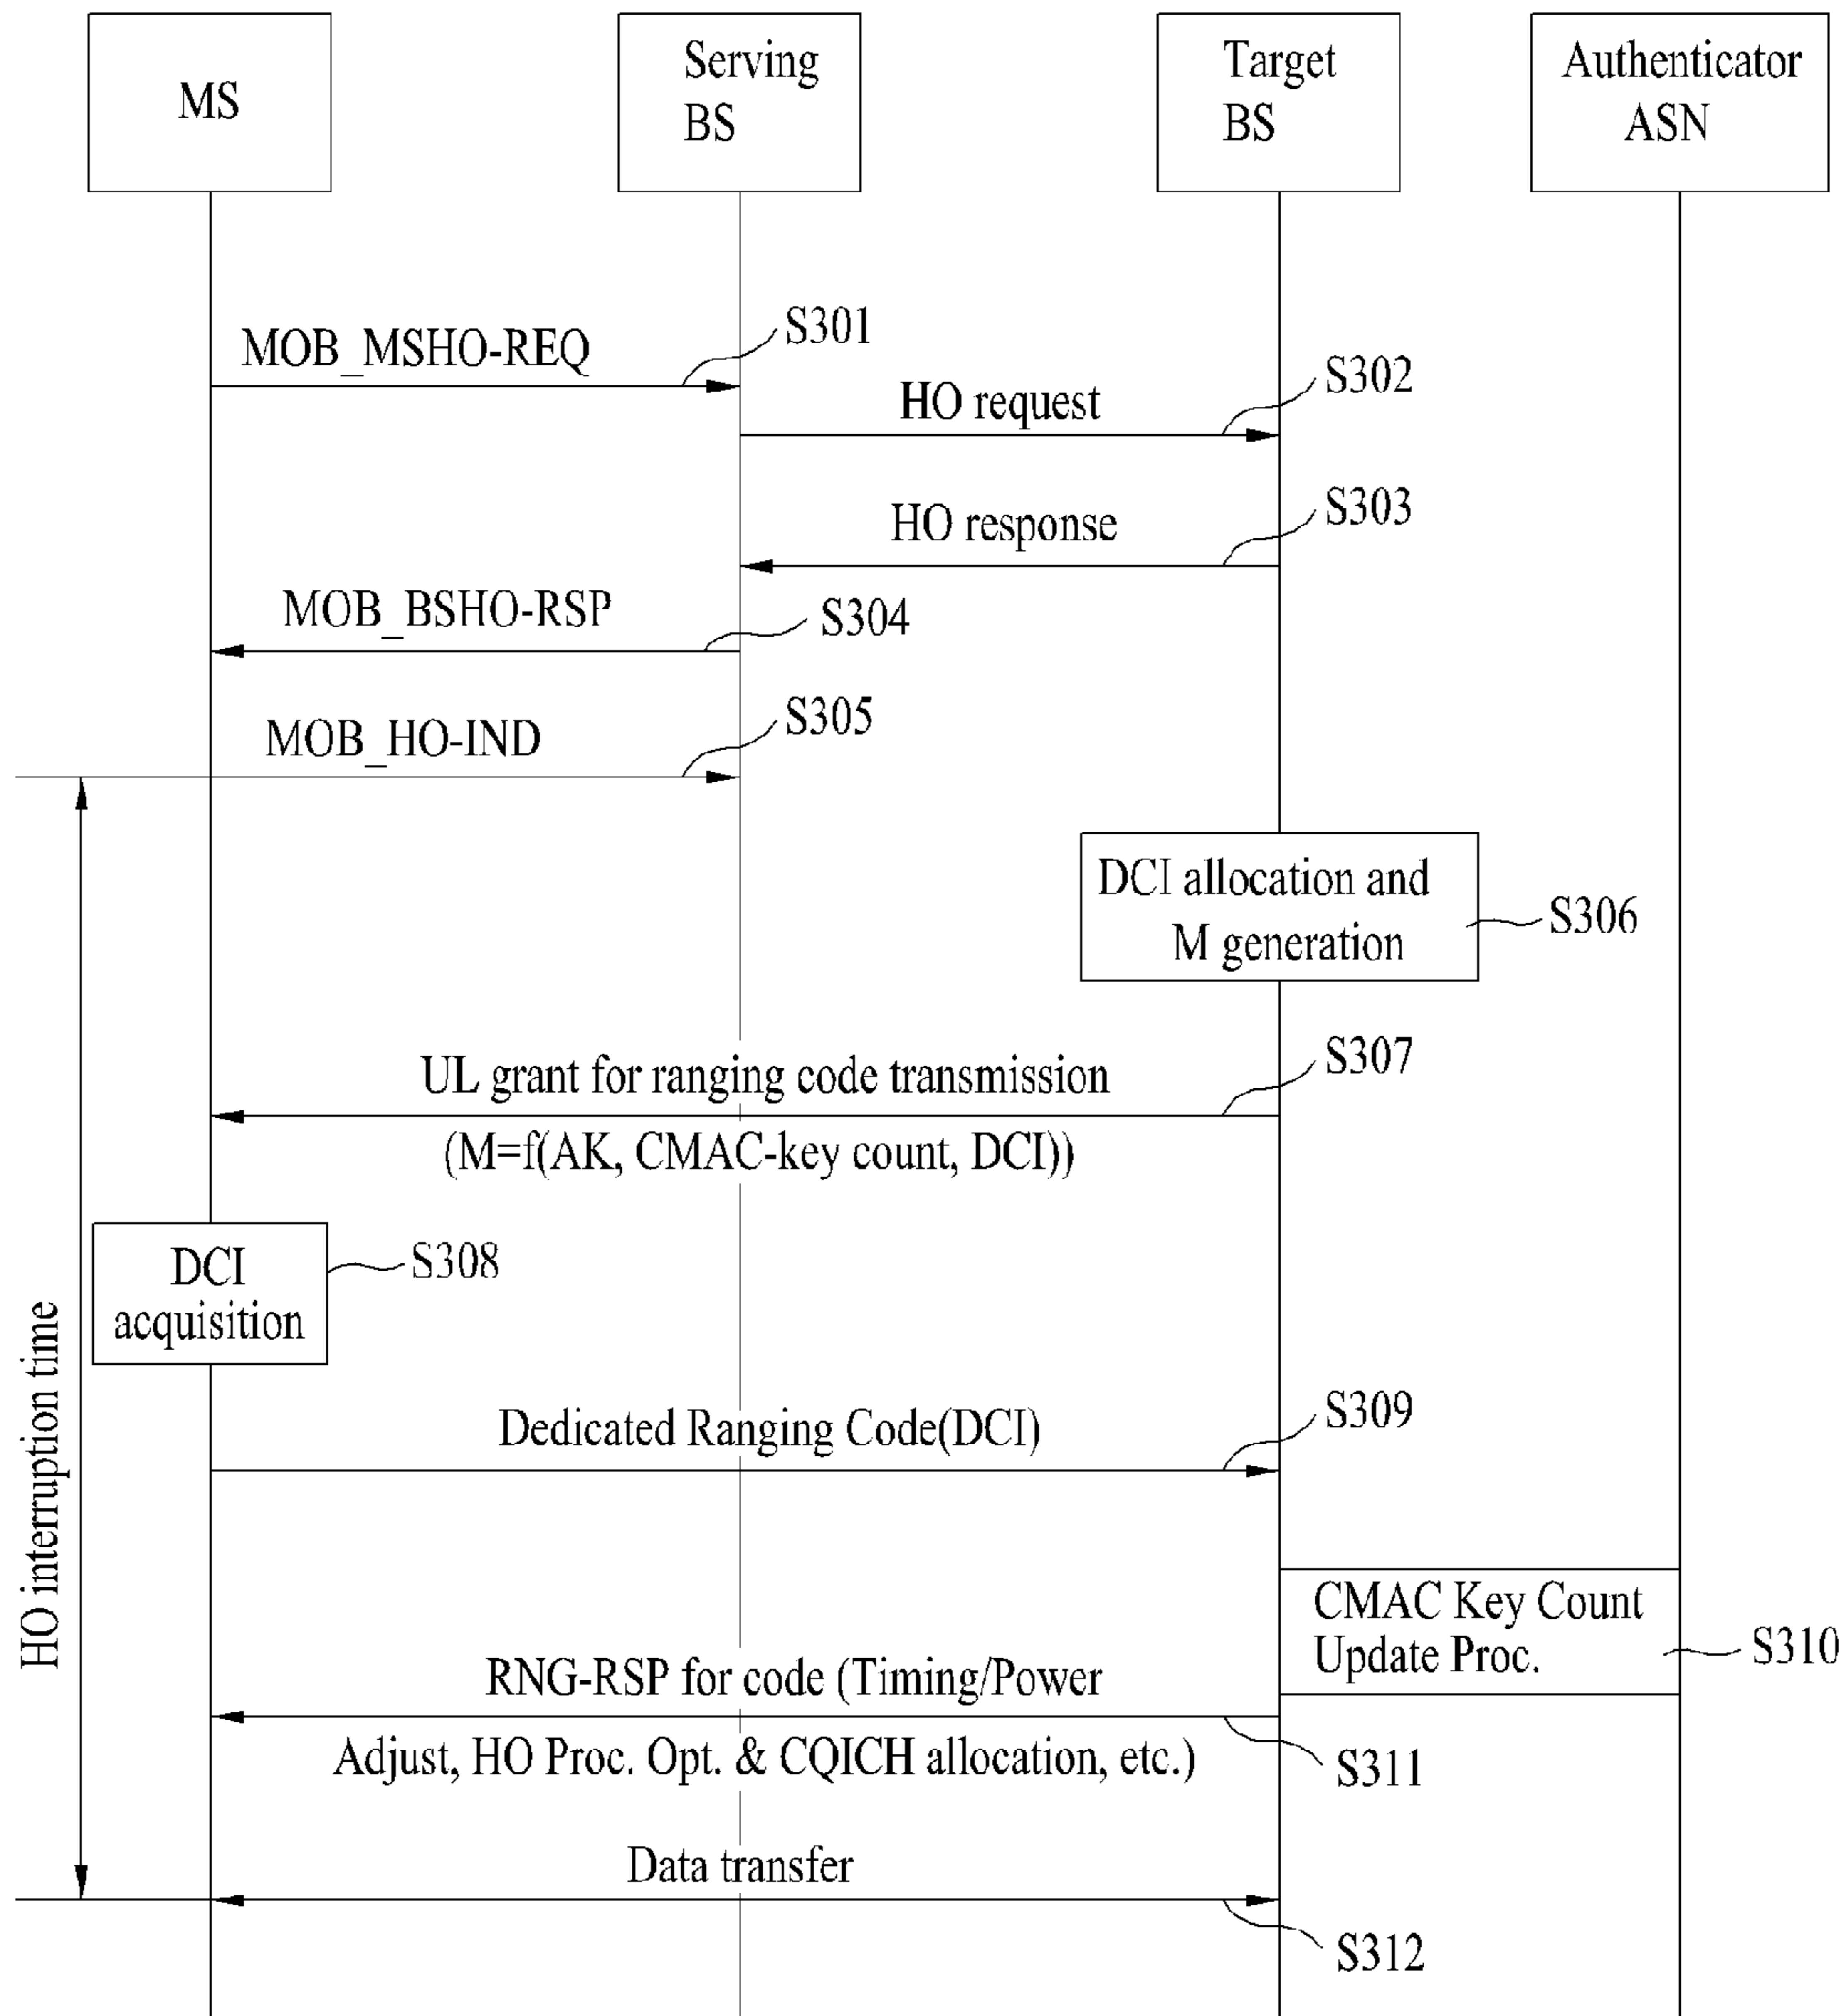 MS
Serving
BS
Target
BS
Authenticator
ASN
MOB_MSHO-REQ
S301
HO request
S302
HO response
S303
MOB_BSHO-RSP
S304
MOB_HO-IND
S305
DCI allocation and
M generation
S306
UL grant for ranging code transmission
S307
(M=f(AK, CMAC-key count, DCI))
DCI
acquisition
S308
HO interruption time
Dedicated Ranging Code(DCI)
S309
CMAC Key Count
Update Proc.
S310
RNG-RSP for code (Timing/Power
Adjust, HO Proc. Opt. & CQICH allocation, etc.)
S311
Data transfer
S312